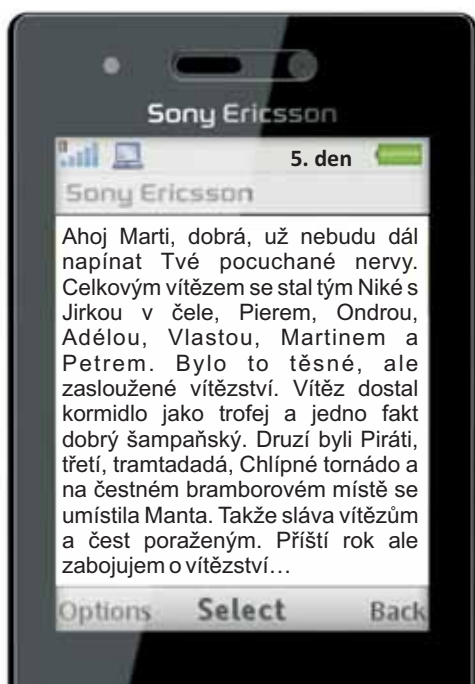 Sony Ericsson
5. den
Sony Ericsson
Ahoj Marti, dobrá, už nebudu dál
napínat Tvé pocuchané nervy.
Celkovým vítězem se stal tým Niké s
Jirkou v čele, Pierem, Ondrou,
Adélou, Vlastou, Martinem a
Petrem. Bylo to těsné, ale
zasloužené vítězství. Vítěz dostal
kormidlo jako trofej a jedno fakt
dobrý šampaňský. Druzí byli Piráti,
třetí, tramtadadá, Chlípné tornádo a
na čestném bramborovém místě se
umístila Manta. Takže sláva vítězům
a čest poraženým. Příští rok ale
zabojujem o vítězství…
Options Select Back